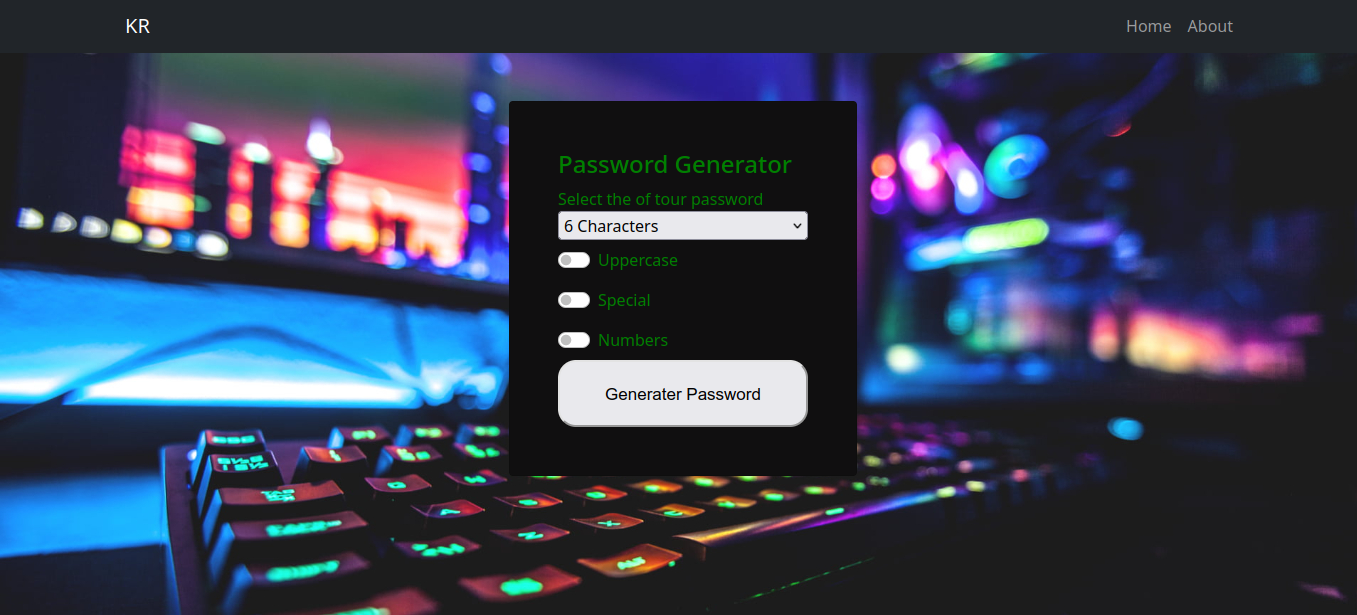 KR
Home About
Password Generator
Select the of tour password
6 Characters
Uppercase
Special
Numbers
Generater Password